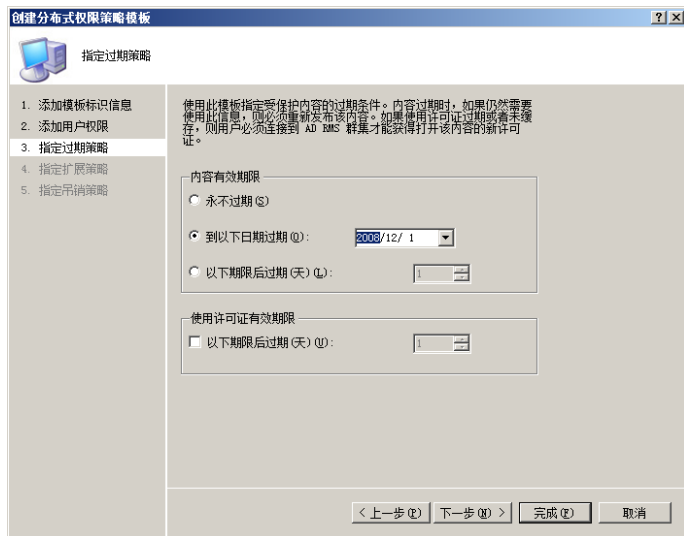 创建分布式权限策略模板
指定过期策略
1. 添加模板标识信息
2. 添加用户权限
3. 指定过期策略
4. 指定扩展策略
5. 指定吊销策略
使用此模板指定受保护内容的过期条件。内容过期时，如果仍然需要
使用此信息，则必须重新发布该内容。如果使用许可证过期或者未缓
存，则用户必须连接到 AD RMS 群集才能获得打开该内容的新许可
证。
内容有效期限
永不过期(S)
到以下日期过期(O): 2008/12/ 1
以下期限后过期(天)(L): 1
使用许可证有效期限
以下期限后过期(天)(U): 1
< 上一步(P) 下一步(N) > 完成(F) 取消